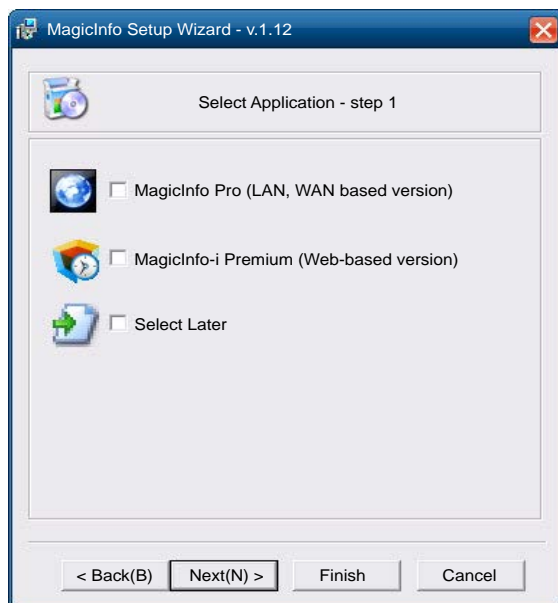 MagicInfo Setup Wizard - v.1.12
Select Application - step 1
MagicInfo Pro (LAN, WAN based version)
MagicInfo-i Premium (Web-based version)
Select Later
< Back(B) Next(N) > Finish Cancel